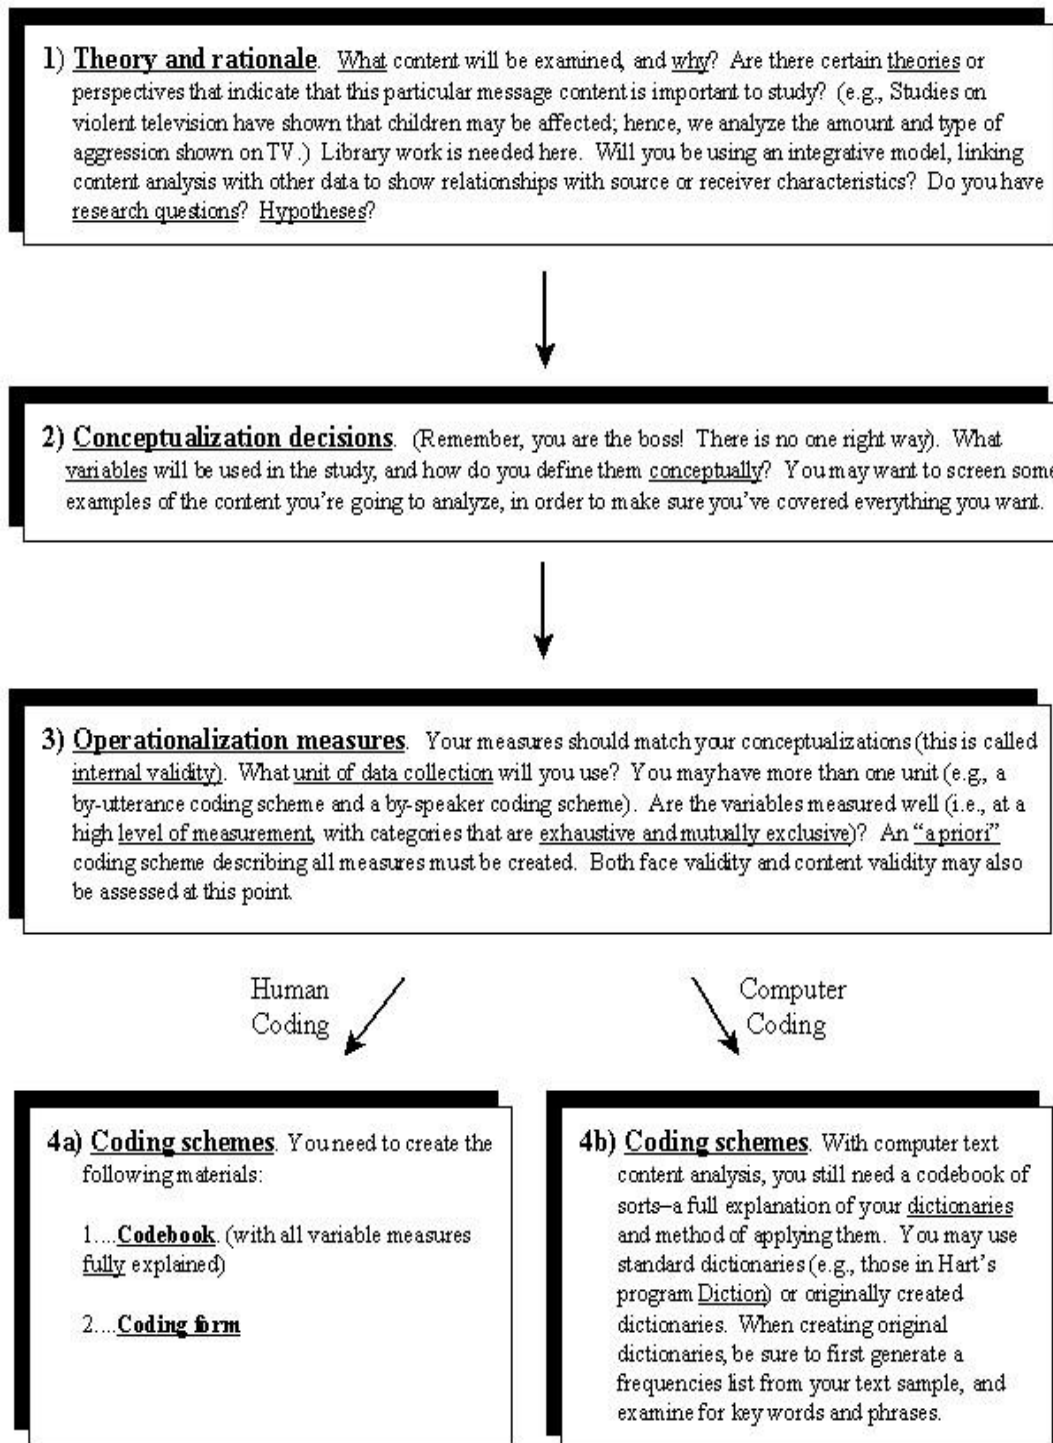 1) Theory and rationale. What content will be examined, and why? Are there certain theories or
perspectives that indicate that this particular message content is important to study? (e.g., Studies on
violent television have shown that children may be affected; hence, we analyze the amount and type of
aggression shown on TV.) Library work is needed here. Will you be using an integrative model, linking
content analysis with other data to show relationships with source or receiver characteristics? Do you have
research questions? Hypotheses?
2) Conceptualization decisions. (Remember, you are the boss! There is no one right way). What
variables will be used in the study, and how do you define them conceptually? You may want to screen some
examples of the content you're going to analyze, in order to make sure you've covered everything you want.
3) Operationalization measures. Your measures should match your conceptualizations (this is called
internal validity). What unit of data collection will you use? You may have more than one unit (e.g., a
by-utterance coding scheme and a by-speaker coding scheme). Are the variables measured well (i.e., at a
high level of measurement, with categories that are exhaustive and mutually exclusive)? An “a priori”
coding scheme describing all measures must be created. Both face validity and content validity may also
be assessed at this point.
Human
Coding
Computer
Coding
4a) Coding schemes. You need to create the
following materials:
1....Codebook. (with all variable measures
fully explained)
2....Coding form
4b) Coding schemes. With computer text
content analysis, you still need a codebook of
sorts–a full explanation of your dictionaries
and method of applying them. You may use
standard dictionaries (e.g., those in Hart's
program Diction) or originally created
dictionaries. When creating original
dictionaries, be sure to first generate a
frequencies list from your text sample, and
examine for key words and phrases.